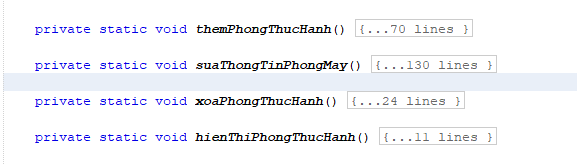 private static void themPhongThucHanh() {...70 lines }
private static void suaThongTinPhongMay() {...130 lines }
private static void xoaPhongThucHanh() {...24 lines }
private static void hienThiPhongThucHanh() {...11 lines }